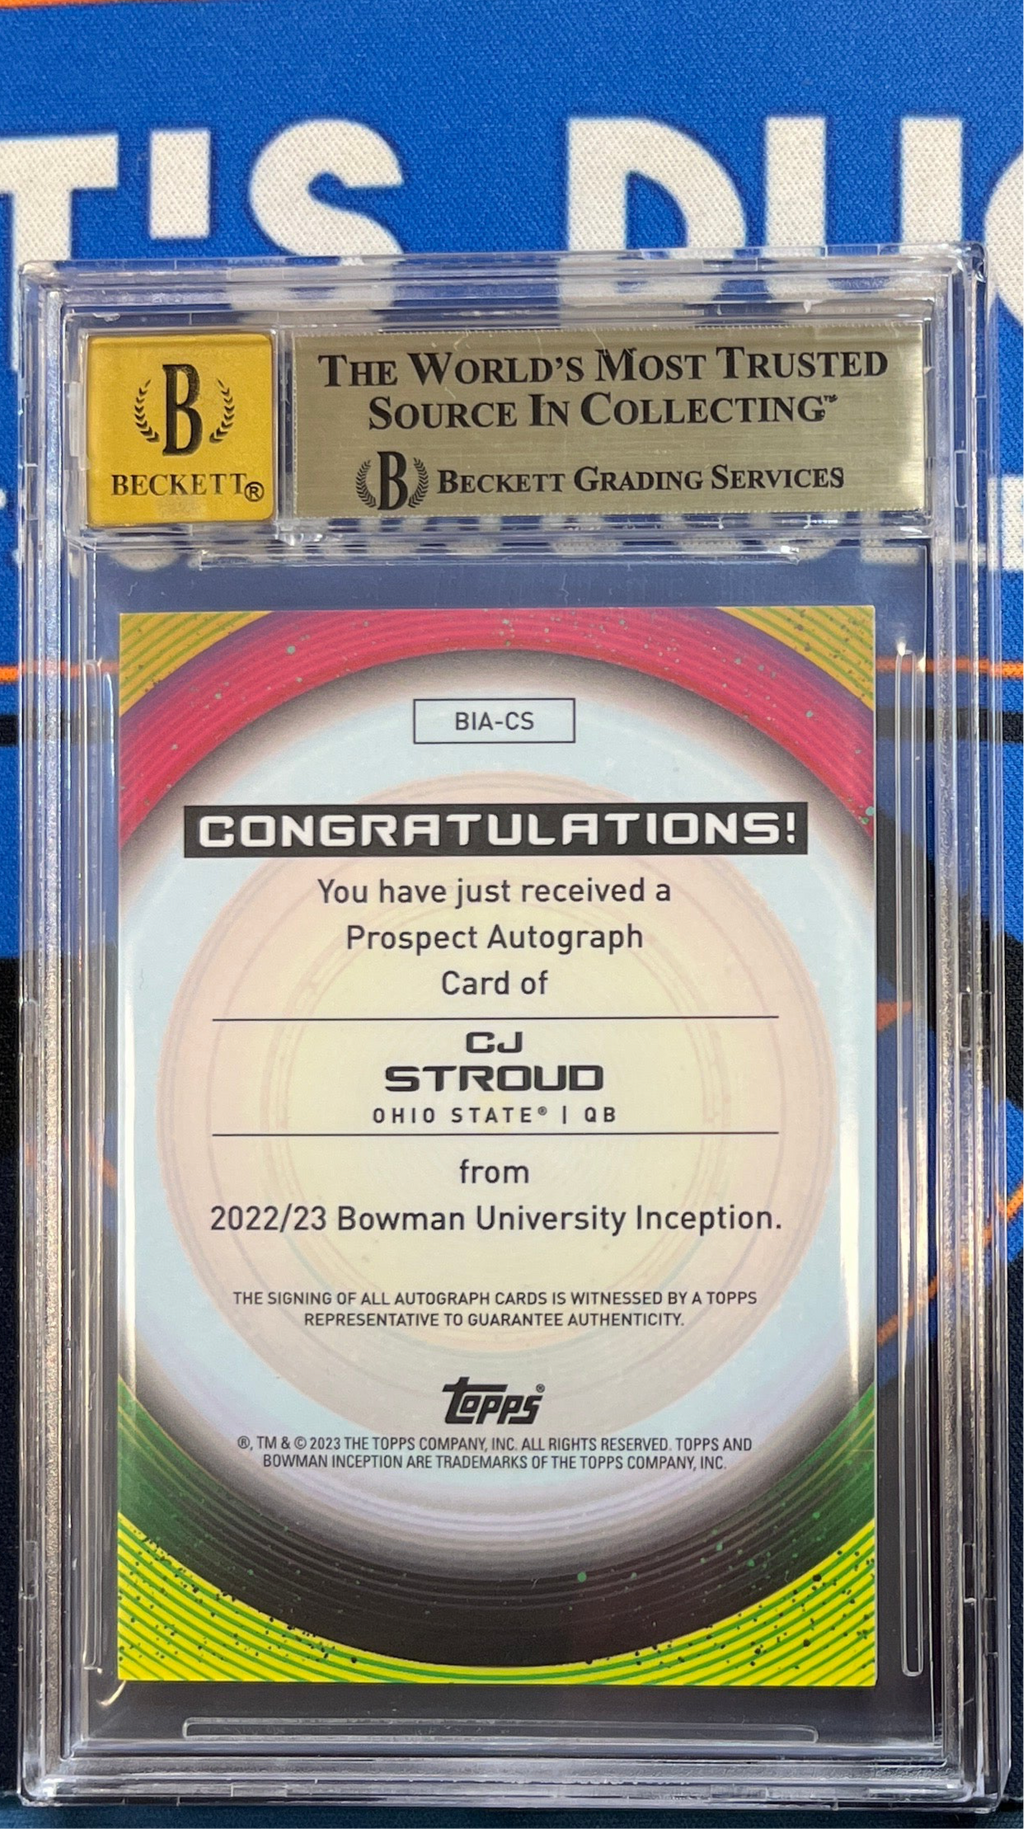 T'S DU
B
BECKETT®
THE WORLD'S MOST TRUSTED
SOURCE IN COLLECTING™
B BECKETT GRADING SERVICES
BIA-CS
CONGRATULATIONS!
You have just received a
Prospect Autograph
Card of
CJ
STROUD
OHIO STATE® | QB
from
2022/23 Bowman University Inception.
THE SIGNING OF ALL AUTOGRAPH CARDS IS WITNESSED BY A TOPPS
REPRESENTATIVE TO GUARANTEE AUTHENTICITY.
topps®
®, TM & © 2023 THE TOPPS COMPANY, INC. ALL RIGHTS RESERVED. TOPPS AND
BOWMAN INCEPTION ARE TRADEMARKS OF THE TOPPS COMPANY, INC.